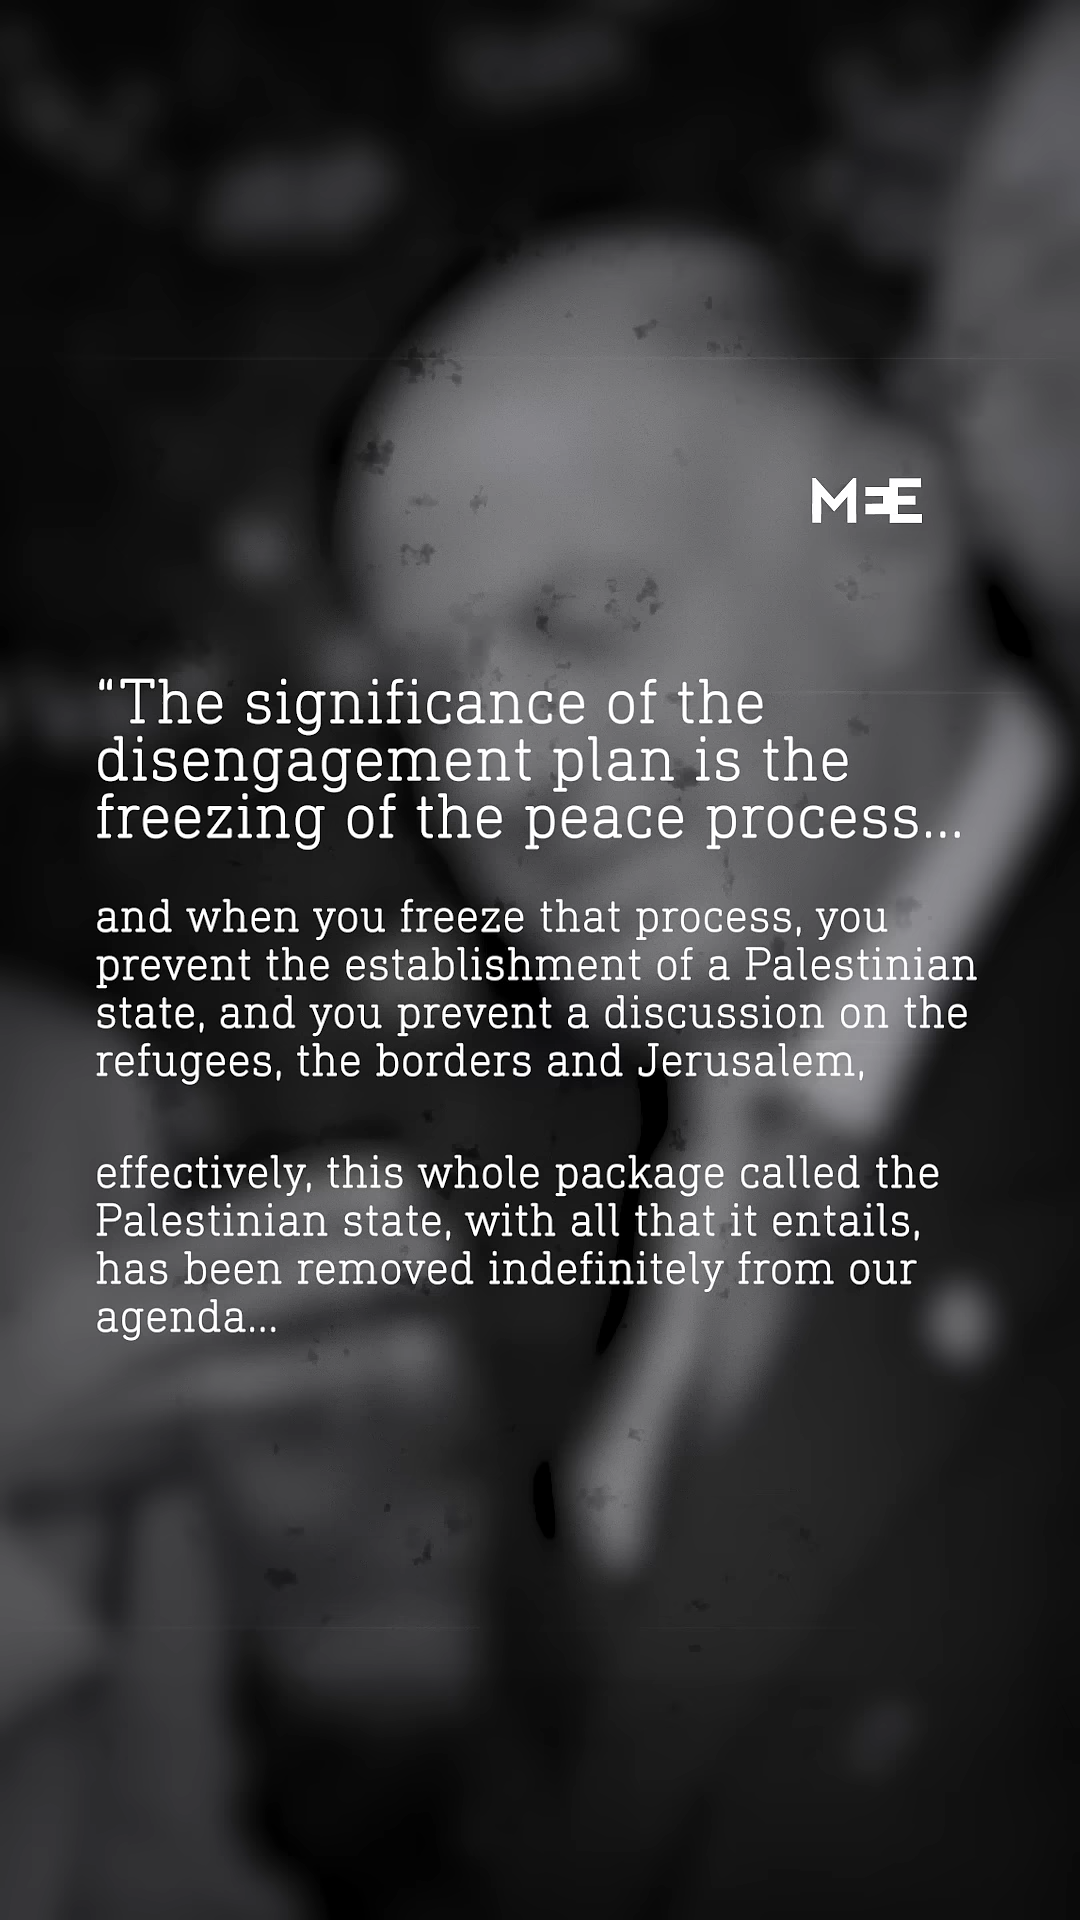 MEE
“The significance of the
disengagement plan is the
freezing of the peace process...
and when you freeze that process, you
prevent the establishment of a Palestinian
state, and you prevent a discussion on the
refugees, the borders and Jerusalem,
effectively, this whole package called the
Palestinian state, with all that it entails,
has been removed indefinitely from our
agenda...